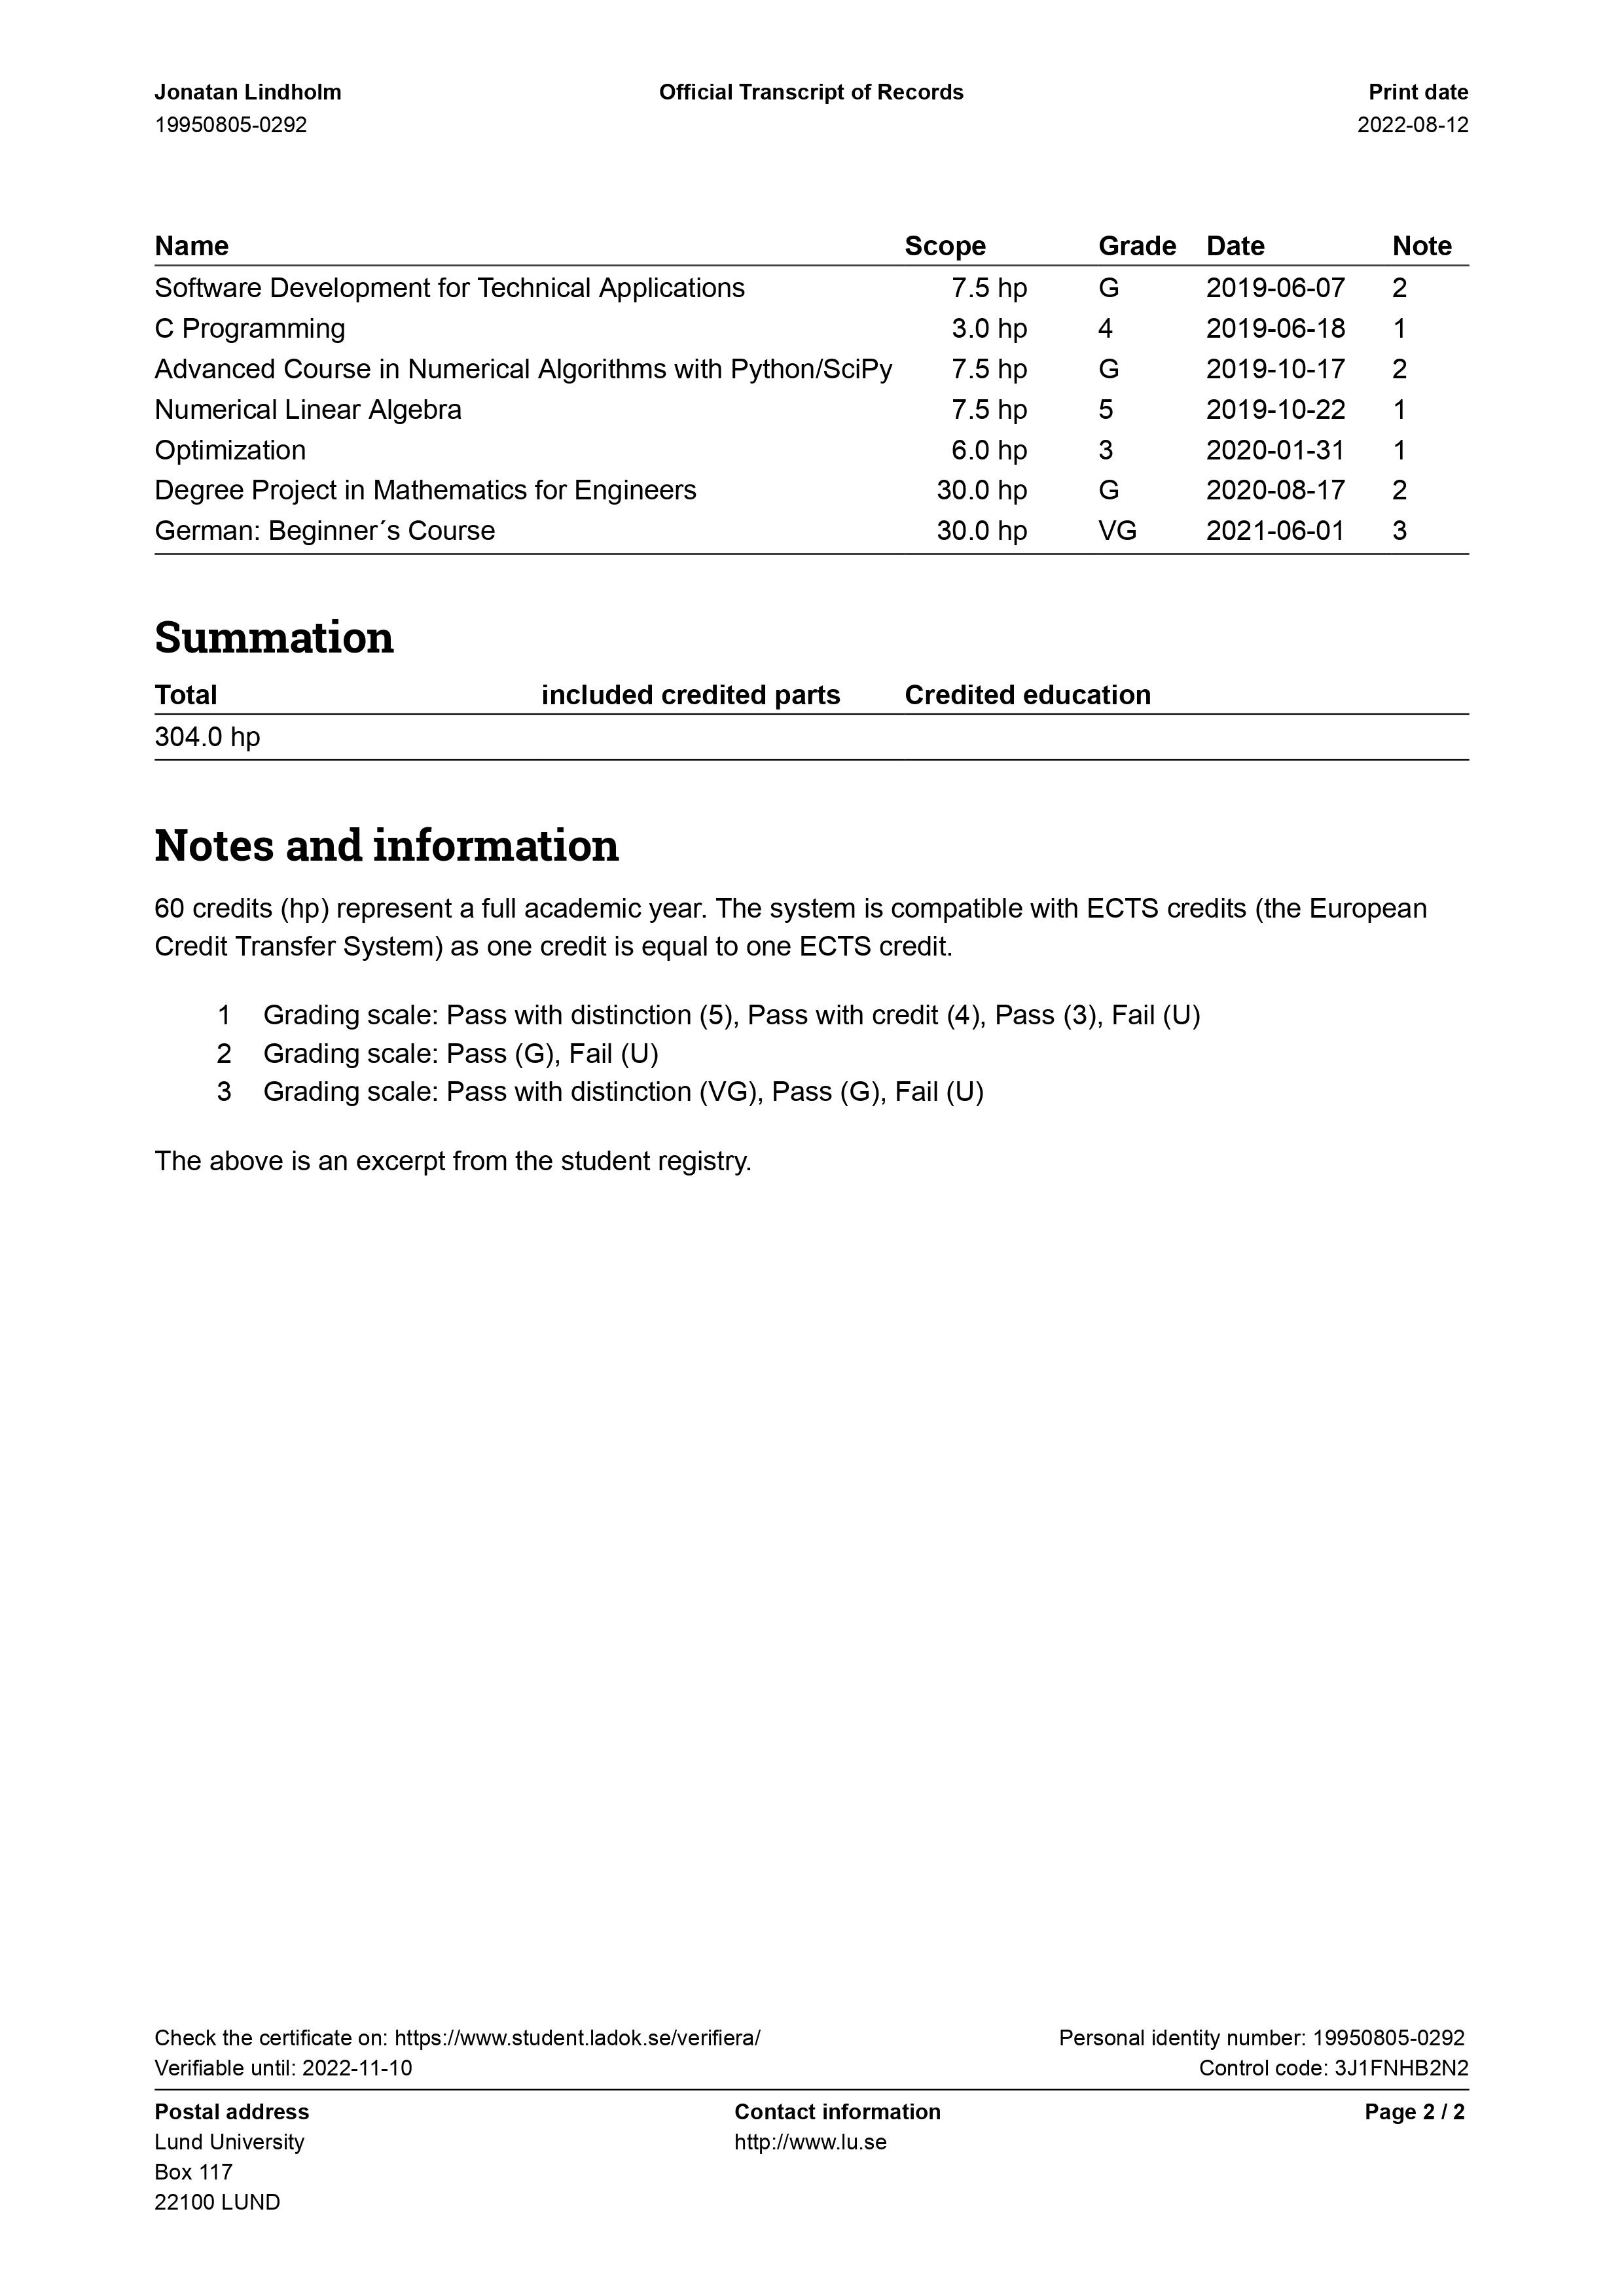 Jonatan Lindholm Official Transcript of Records Print date
19950805-0292 2022-08-12
Name Scope Grade Date Note
Software Development for Technical Applications 7.5 hp G 2019-06-07 2
C Programming 3.0 hp 4 2019-06-18 1
Advanced Course in Numerical Algorithms with Python/SciPy 7.5 hp G 2019-10-17 2
Numerical Linear Algebra 7.5 hp 5 2019-10-22 1
Optimization 6.0 hp 3 2020-01-31 1
Degree Project in Mathematics for Engineers 30.0 hp G 2020-08-17 2
German: Beginner´s Course 30.0 hp VG 2021-06-01 3
Summation
Total included credited parts Credited education
304.0 hp
Notes and information
60 credits (hp) represent a full academic year. The system is compatible with ECTS credits (the European
Credit Transfer System) as one credit is equal to one ECTS credit.
1 Grading scale: Pass with distinction (5), Pass with credit (4), Pass (3), Fail (U)
2 Grading scale: Pass (G), Fail (U)
3 Grading scale: Pass with distinction (VG), Pass (G), Fail (U)
The above is an excerpt from the student registry.
Check the certificate on: https://www.student.ladok.se/verifiera/ Personal identity number: 19950805-0292
Verifiable until: 2022-11-10 Control code: 3J1FNHB2N2
Postal address Contact information Page 2 / 2
Lund University http://www.lu.se
Box 117
22100 LUND